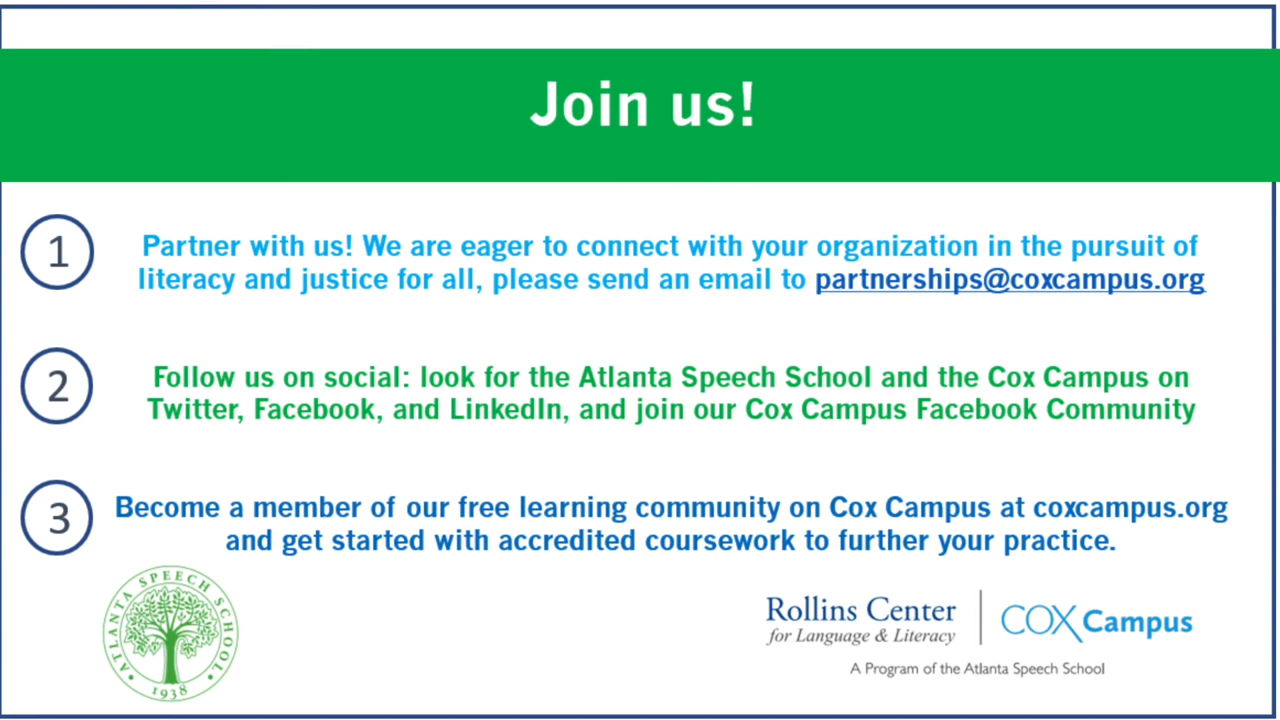 Join us!
1
Partner with us! We are eager to connect with your organization in the pursuit of
literacy and justice for all, please send an email to partnerships@coxcampus.org
2
Follow us on social: look for the Atlanta Speech School and the Cox Campus on
Twitter, Facebook, and LinkedIn, and join our Cox Campus Facebook Community
3
Become a member of our free learning community on Cox Campus at coxcampus.org
and get started with accredited coursework to further your practice.
ATLANTA SPEECH SCHOOL
1938
Rollins Center
for Language & Literacy
COX Campus
A Program of the Atlanta Speech School